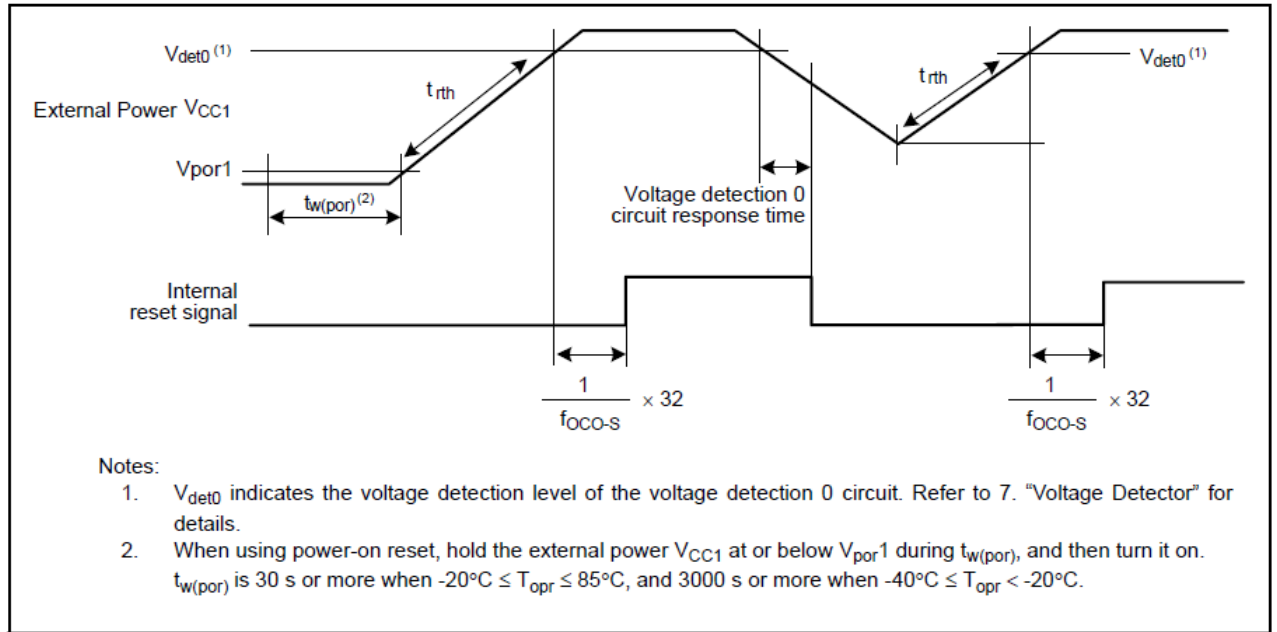 Vdet0 (1)
External Power VCC1
Vpor1
tw(por)(2)
trth
Voltage detection 0
circuit response time
trth
Vdet0 (1)
Internal
reset signal
1
fOCO-S
× 32
1
fOCO-S
× 32
Notes:
1. Vdet0 indicates the voltage detection level of the voltage detection 0 circuit. Refer to 7. “Voltage Detector” for
details.
2. When using power-on reset, hold the external power VCC1 at or below Vpor1 during tw(por), and then turn it on.
tw(por) is 30 s or more when -20°C ≤ Topr ≤ 85°C, and 3000 s or more when -40°C ≤ Topr < -20°C.